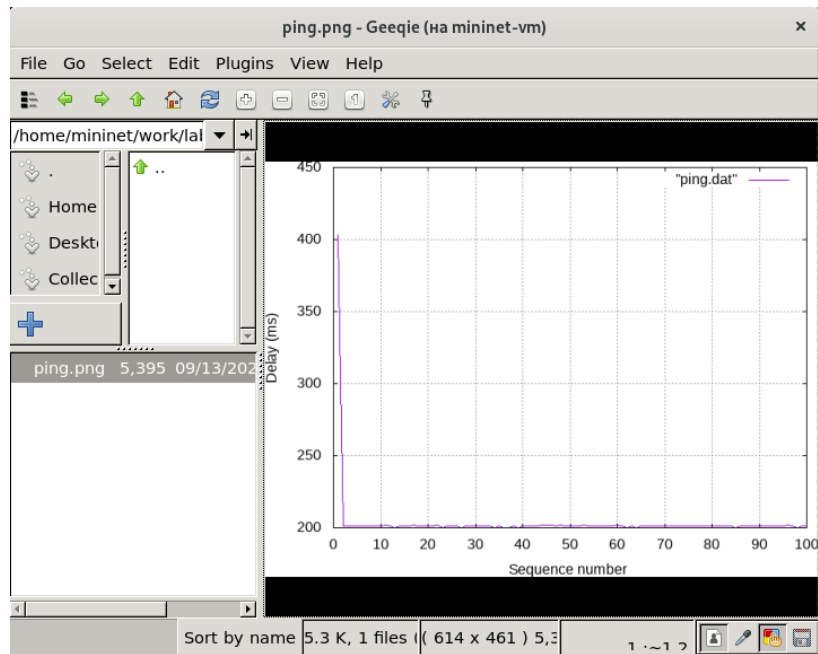 ping.png - Geeqie (на mininet-vm) ×
File Go Select Edit Plugins View Help
/home/mininet/work/lal
.
..
Home
Deskt
Collec
ping.png 5,395 09/13/202
450
400
350
300
250
200
Delay (ms)
"ping.dat"
0 10 20 30 40 50 60 70 80 90 100
Sequence number
Sort by name 5.3 K, 1 files ( ( 614 x 461 ) 5,3